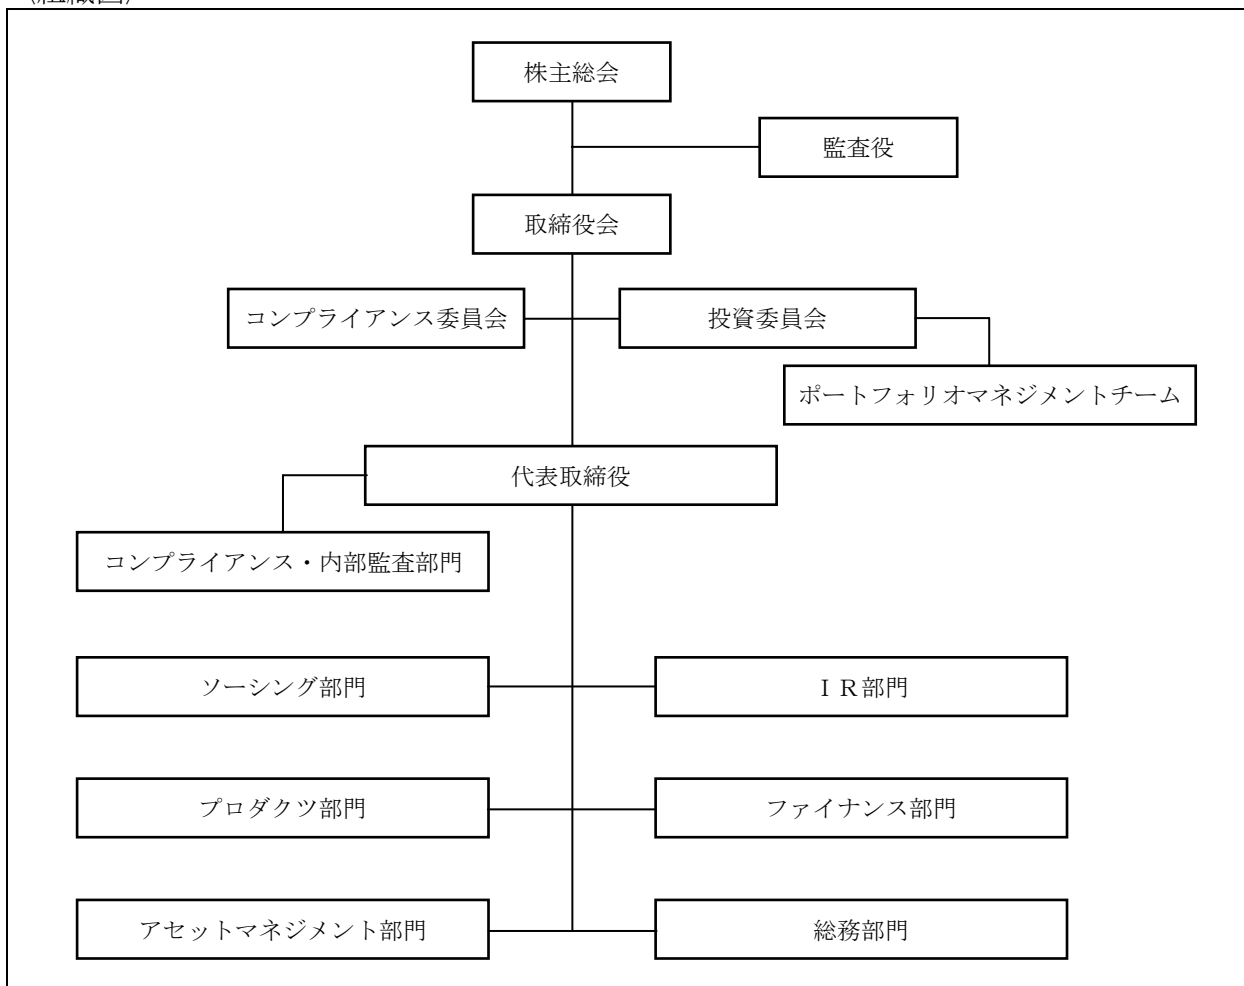 (組織図)
株主総会
監査役
取締役会
コンプライアンス委員会
投資委員会
ポートフォリオマネジメントチーム
代表取締役
コンプライアンス・内部監査部門
ソーシング部門
ＩＲ部門
プロダクツ部門
ファイナンス部門
アセットマネジメント部門
総務部門